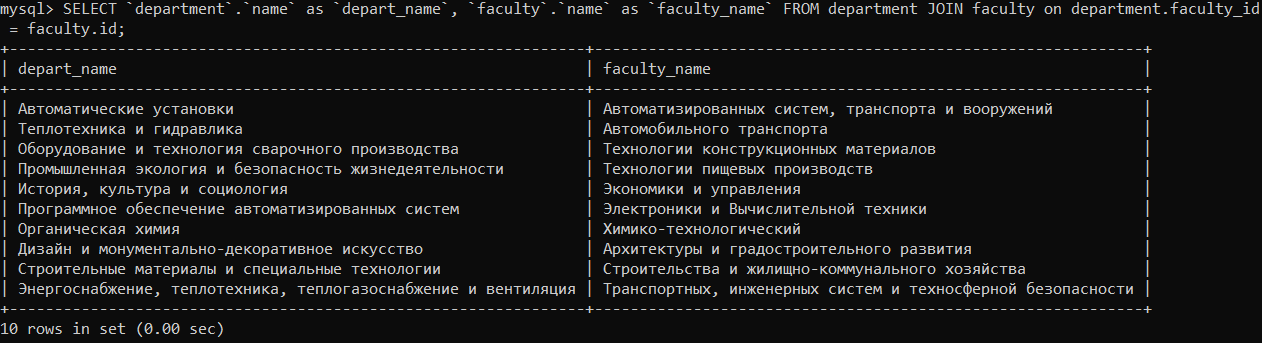 mysql> SELECT `department`.`name` as `depart_name`, `faculty`.`name` as `faculty_name` FROM department JOIN faculty on department.faculty_id
 = faculty.id;
+---------------------------------------------------------------+-----------------------------------------------------------+
| depart_name | faculty_name |
+---------------------------------------------------------------+-----------------------------------------------------------+
| Автоматические установки | Автоматизированных систем, транспорта и вооружений |
| Теплотехника и гидравлика | Автомобильного транспорта |
| Оборудование и технология сварочного производства | Технологии конструкционных материалов |
| Промышленная экология и безопасность жизнедеятельности | Технологии пищевых производств |
| История, культура и социология | Экономики и управления |
| Программное обеспечение автоматизированных систем | Электроники и Вычислительной техники |
| Органическая химия | Химико-технологический |
| Дизайн и монументально-декоративное искусство | Архитектуры и градостроительного развития |
| Строительные материалы и специальные технологии | Строительства и жилищно-коммунального хозяйства |
| Энергоснабжение, теплотехника, теплогазоснабжение и вентиляция | Транспортных, инженерных систем и техносферной безопасности |
+---------------------------------------------------------------+-----------------------------------------------------------+
10 rows in set (0.00 sec)